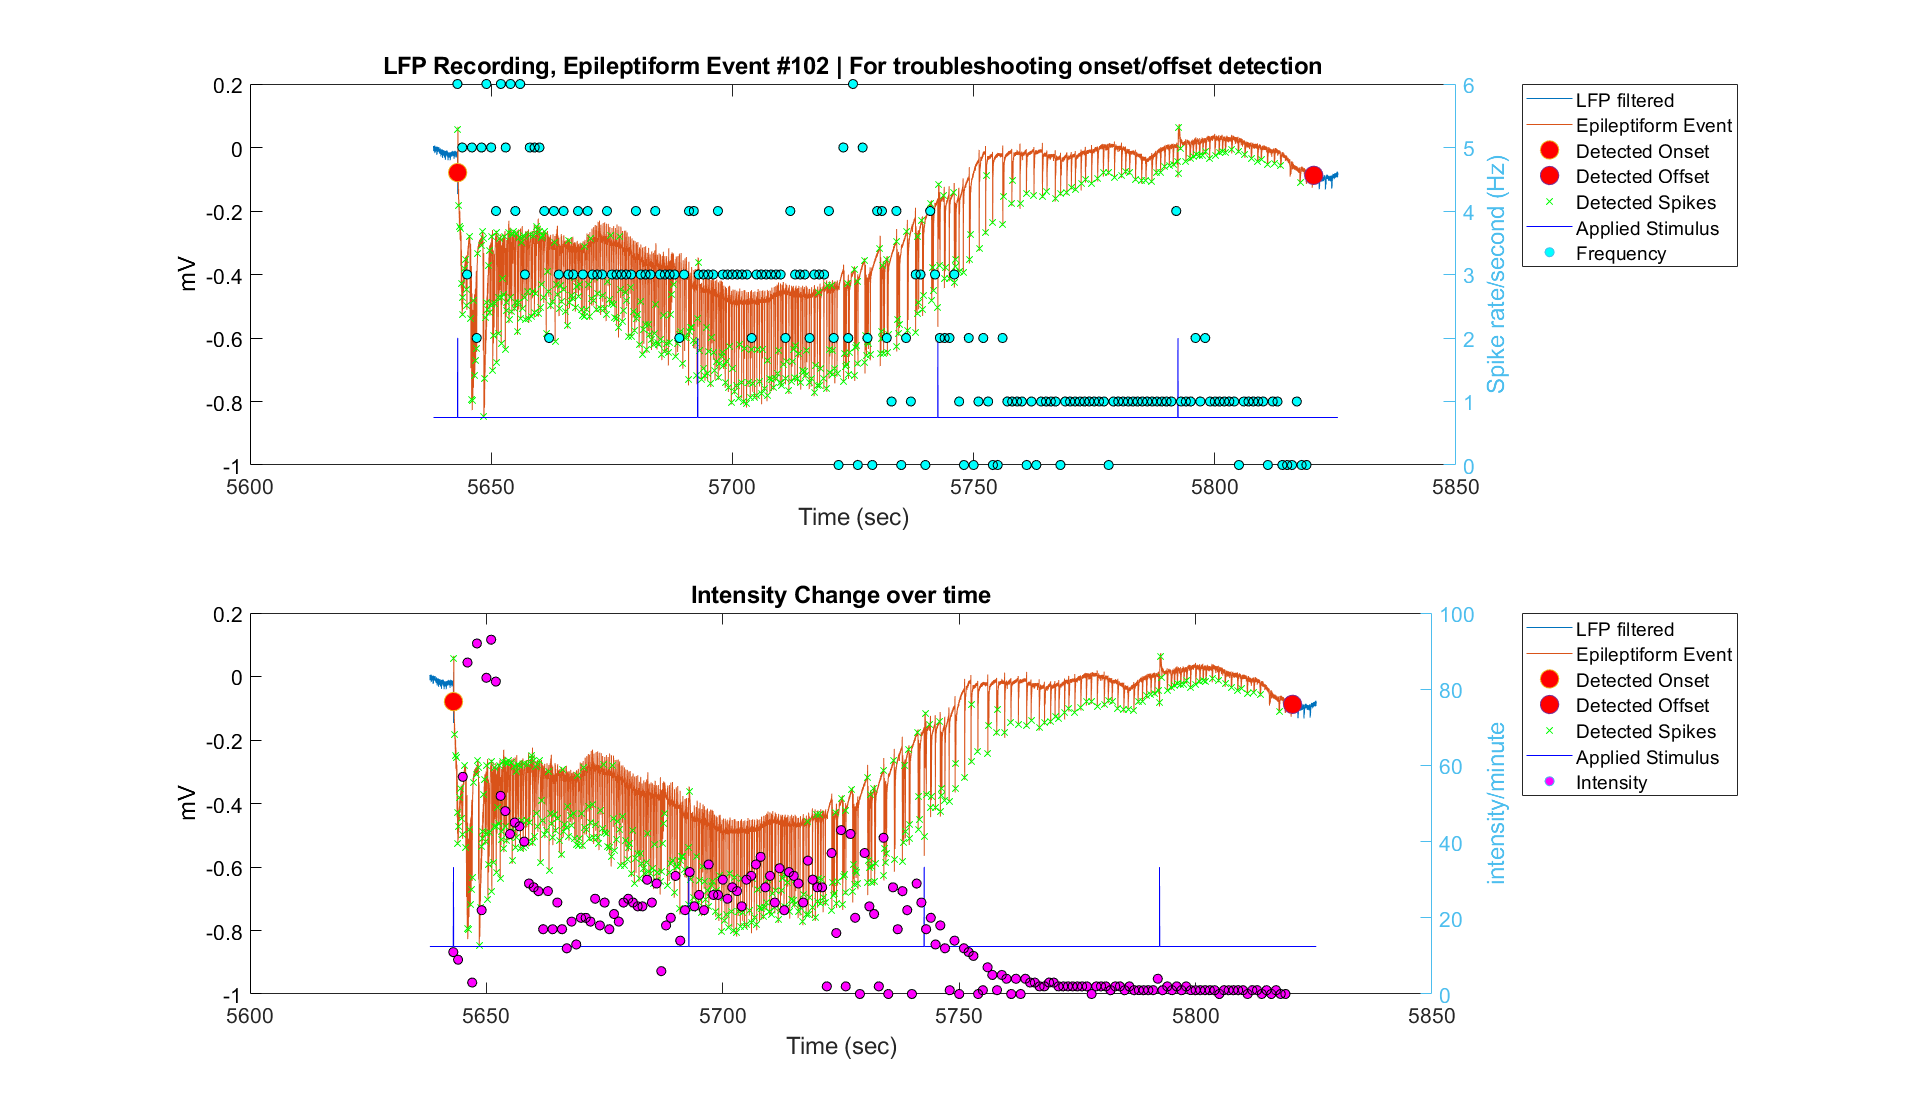 LFP Recording, Epileptiform Event #102 | For troubleshooting onset/offset detection
0.2
0
-0.2
-0.4
-0.6
-0.8
-1
mV
6
5
4
3
2
1
0
Spike rate/second (Hz)
5600 5650 5700 5750 5800 5850
Time (sec)
LFP filtered
Epileptiform Event
Detected Onset
Detected Offset
Detected Spikes
Applied Stimulus
Frequency
Intensity Change over time
0.2
0
-0.2
-0.4
-0.6
-0.8
-1
mV
100
80
60
40
20
0
intensity/minute
5600 5650 5700 5750 5800 5850
Time (sec)
LFP filtered
Epileptiform Event
Detected Onset
Detected Offset
Detected Spikes
Applied Stimulus
Intensity